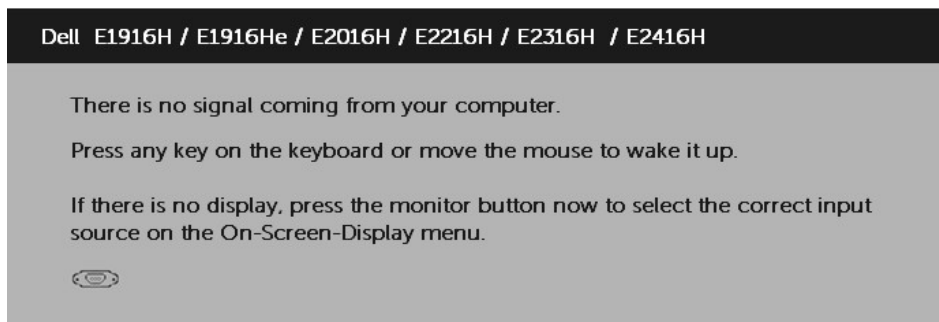 Dell E1916H / E1916He / E2016H / E2216H / E2316H / E2416H
There is no signal coming from your computer.
Press any key on the keyboard or move the mouse to wake it up.
If there is no display, press the monitor button now to select the correct input
source on the On-Screen-Display menu.